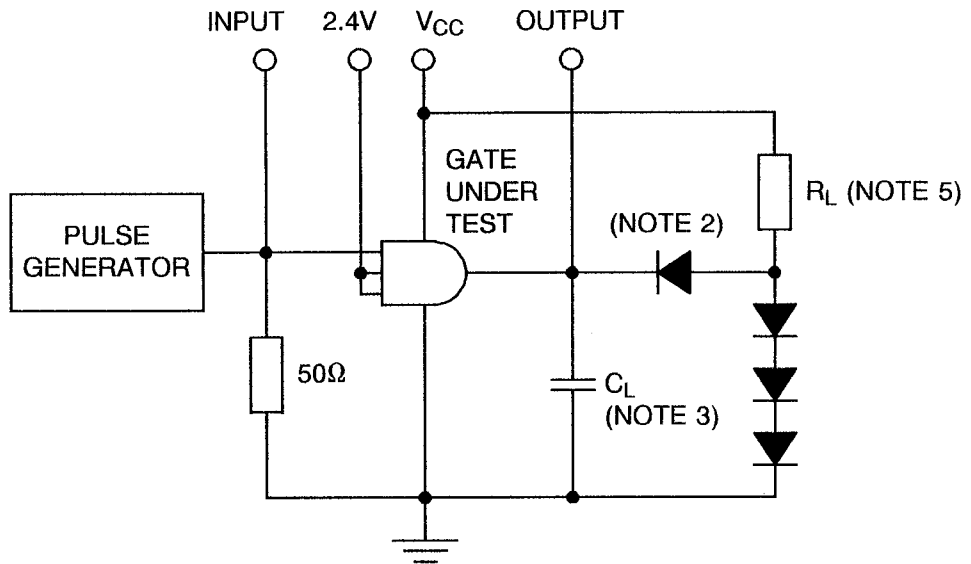 INPUT 2.4V VCC OUTPUT
GATE
UNDER
TEST
PULSE
GENERATOR
(NOTE 2)
RL (NOTE 5)
50Ω
CL
(NOTE 3)